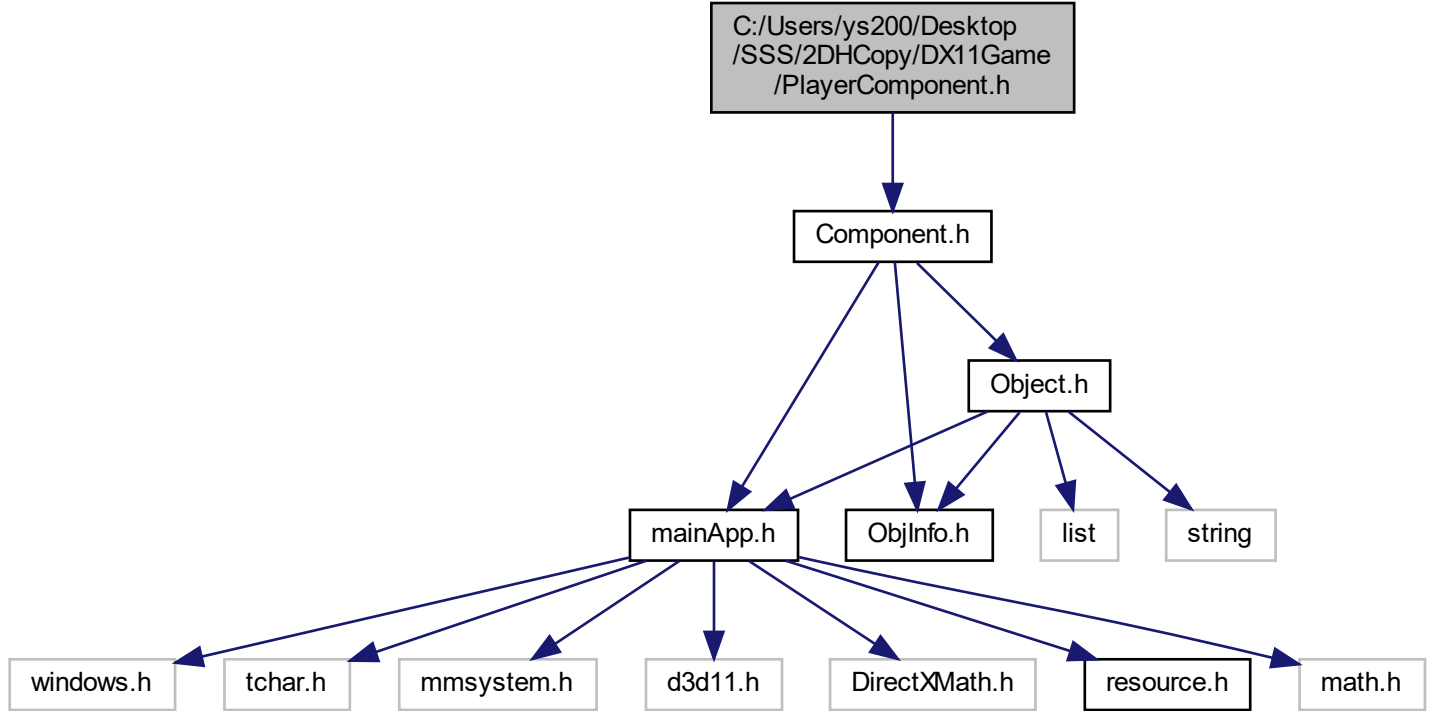 C:/Users/ys200/Desktop
/SSS/2DHCopy/DX11Game
/PlayerComponent.h
Component.h
Object.h
mainApp.h
ObjInfo.h
list
string
windows.h
tchar.h
mmsystem.h
d3d11.h
DirectXMath.h
resource.h
math.h